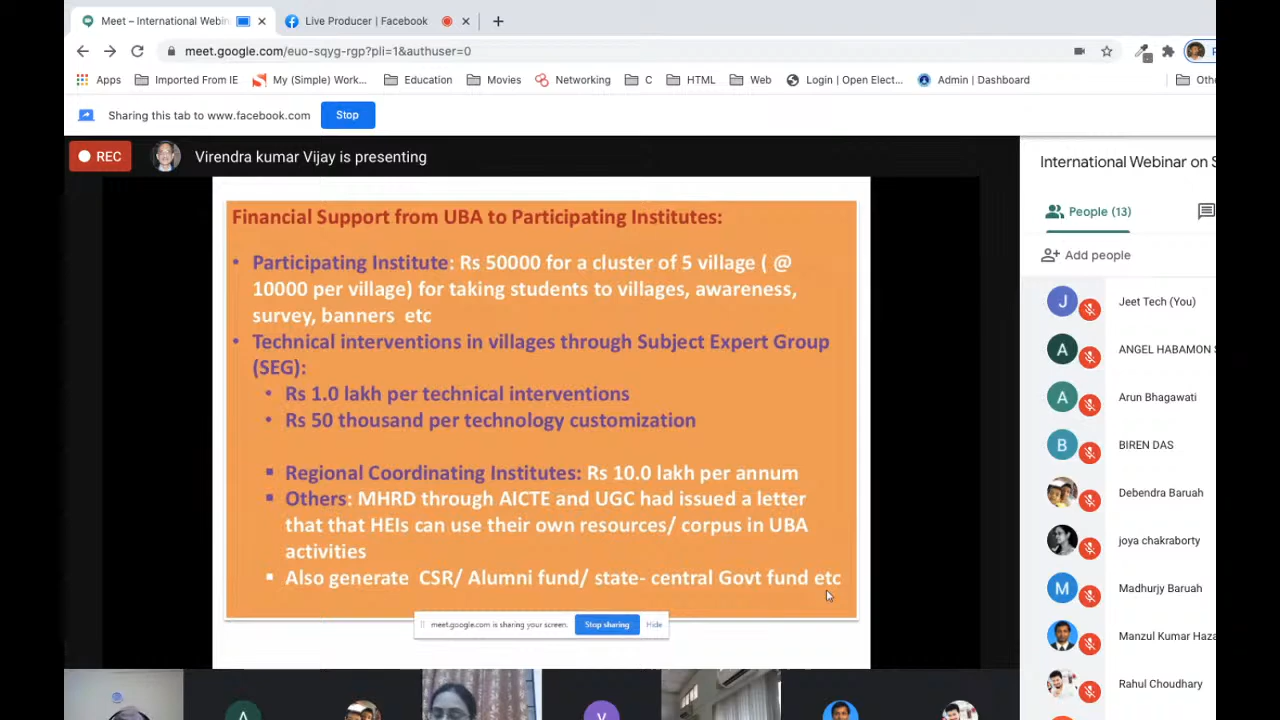 Meet – International Webin
Live Producer | Facebook
meet.google.com/euo-sqyg-rgp?pli=1&authuser=0
Apps
Imported From IE
My (Simple) Work...
Education
Movies
Networking
C
HTML
Web
Login | Open Elect...
Admin | Dashboard
Othe
Sharing this tab to www.facebook.com
Stop
REC
Virendra kumar Vijay is presenting
International Webinar on S
People (13)
Add people
Jeet Tech (You)
ANGEL HABAMON S
Arun Bhagawati
BIREN DAS
Debendra Baruah
joya chakraborty
Madhurjy Baruah
Manzul Kumar Haza
Rahul Choudhary
Financial Support from UBA to Participating Institutes:
• Participating Institute: Rs 50000 for a cluster of 5 village ( @
10000 per village) for taking students to villages, awareness,
survey, banners  etc
• Technical interventions in villages through Subject Expert Group
(SEG):
• Rs 1.0 lakh per technical interventions
• Rs 50 thousand per technology customization
▪ Regional Coordinating Institutes: Rs 10.0 lakh per annum
▪ Others: MHRD through AICTE and UGC had issued a letter
that that HEIs can use their own resources/ corpus in UBA
activities
▪ Also generate  CSR/ Alumni fund/ state- central Govt fund etc
meet.google.com is sharing your screen.
Stop sharing
Hide
J
A
A
B
M
A
V